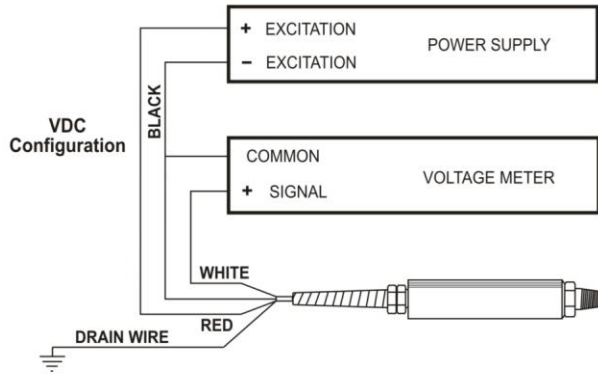 + EXCITATION
POWER SUPPLY
− EXCITATION
BLACK
VDC
Configuration
COMMON
VOLTAGE METER
+ SIGNAL
WHITE
RED
DRAIN WIRE